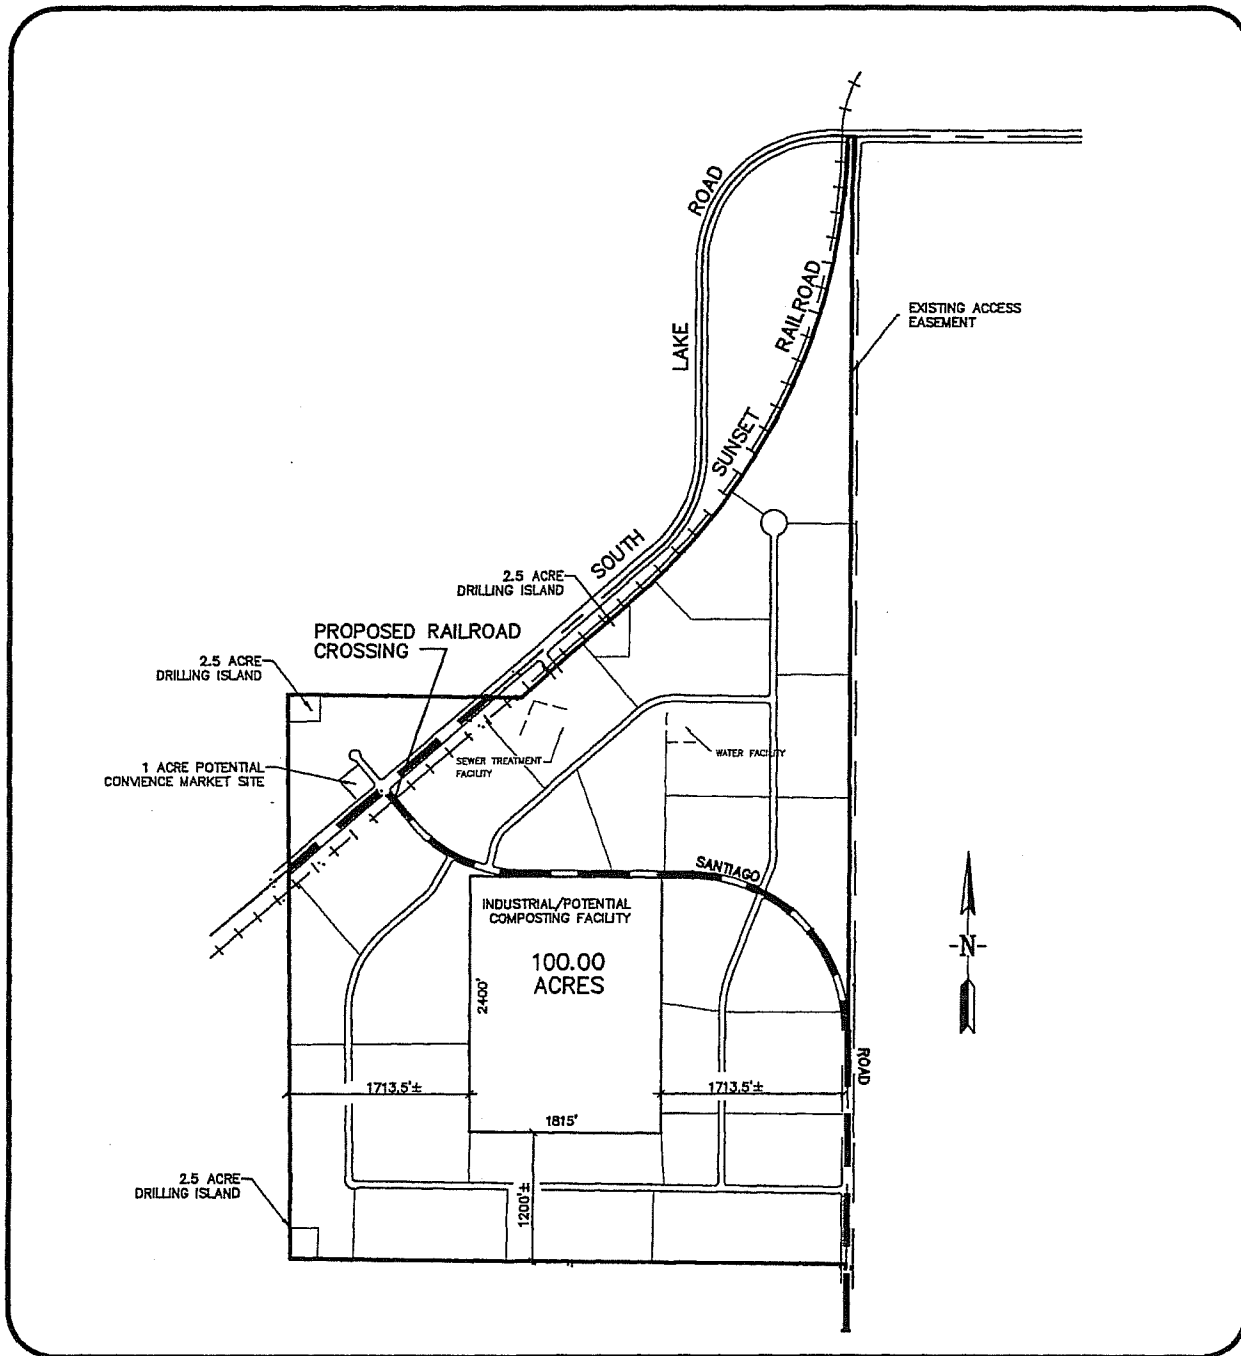 ROAD
LAKE
SOUTH
RAILROAD
SUNSET
EXISTING ACCESS
EASEMENT
2.5 ACRE
DRILLING ISLAND
PROPOSED RAILROAD
CROSSING
2.5 ACRE
DRILLING ISLAND
1 ACRE POTENTIAL
CONVIENCE MARKET SITE
SEWER TREATMENT
FACILITY
WATER FACILITY
SANTIAGO
ROAD
INDUSTRIAL/POTENTIAL
COMPOSTING FACILITY
100.00
ACRES
2400'
-N-
1713.5'±
1713.5'±
1815'
1200'±
2.5 ACRE
DRILLING ISLAND